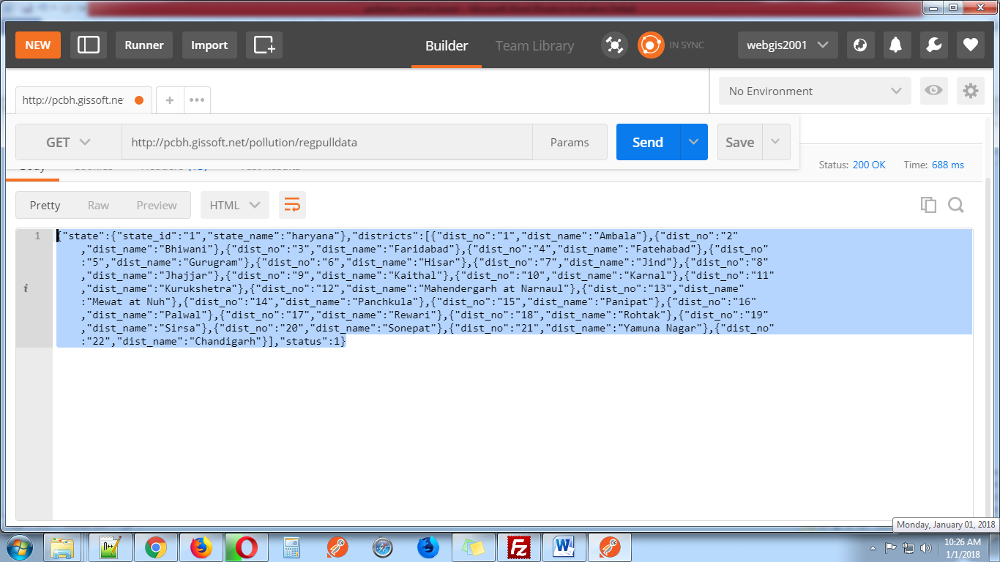 NEW
Runner
Import
Builder
Team Library
IN SYNC
webgis2001
http://pcbh.gissoft.ne
No Environment
GET
http://pcbh.gissoft.net/pollution/regpulldata
Params
Send
Save
Status: 200 OK
Time: 688 ms
Pretty
Raw
Preview
HTML
1
{"state":{"state_id":"1","state_name":"haryana"},"districts":[{"dist_no":"1","dist_name":"Ambala"},{"dist_no":"2"
,"dist_name":"Bhiwani"},{"dist_no":"3","dist_name":"Faridabad"},{"dist_no":"4","dist_name":"Fatehabad"},{"dist_no"
:"5","dist_name":"Gurugram"},{"dist_no":"6","dist_name":"Hisar"},{"dist_no":"7","dist_name":"Jind"},{"dist_no":"8"
,"dist_name":"Jhajjar"},{"dist_no":"9","dist_name":"Kaithal"},{"dist_no":"10","dist_name":"Karnal"},{"dist_no":"11"
,"dist_name":"Kurukshetra"},{"dist_no":"12","dist_name":"Mahendergarh at Narnaul"},{"dist_no":"13","dist_name"
:"Mewat at Nuh"},{"dist_no":"14","dist_name":"Panchkula"},{"dist_no":"15","dist_name":"Panipat"},{"dist_no":"16"
,"dist_name":"Palwal"},{"dist_no":"17","dist_name":"Rewari"},{"dist_no":"18","dist_name":"Rohtak"},{"dist_no":"19"
,"dist_name":"Sirsa"},{"dist_no":"20","dist_name":"Sonepat"},{"dist_no":"21","dist_name":"Yamuna Nagar"},{"dist_no"
:"22","dist_name":"Chandigarh"}],"status":1}
Monday, January 01, 2018
10:26 AM
1/1/2018